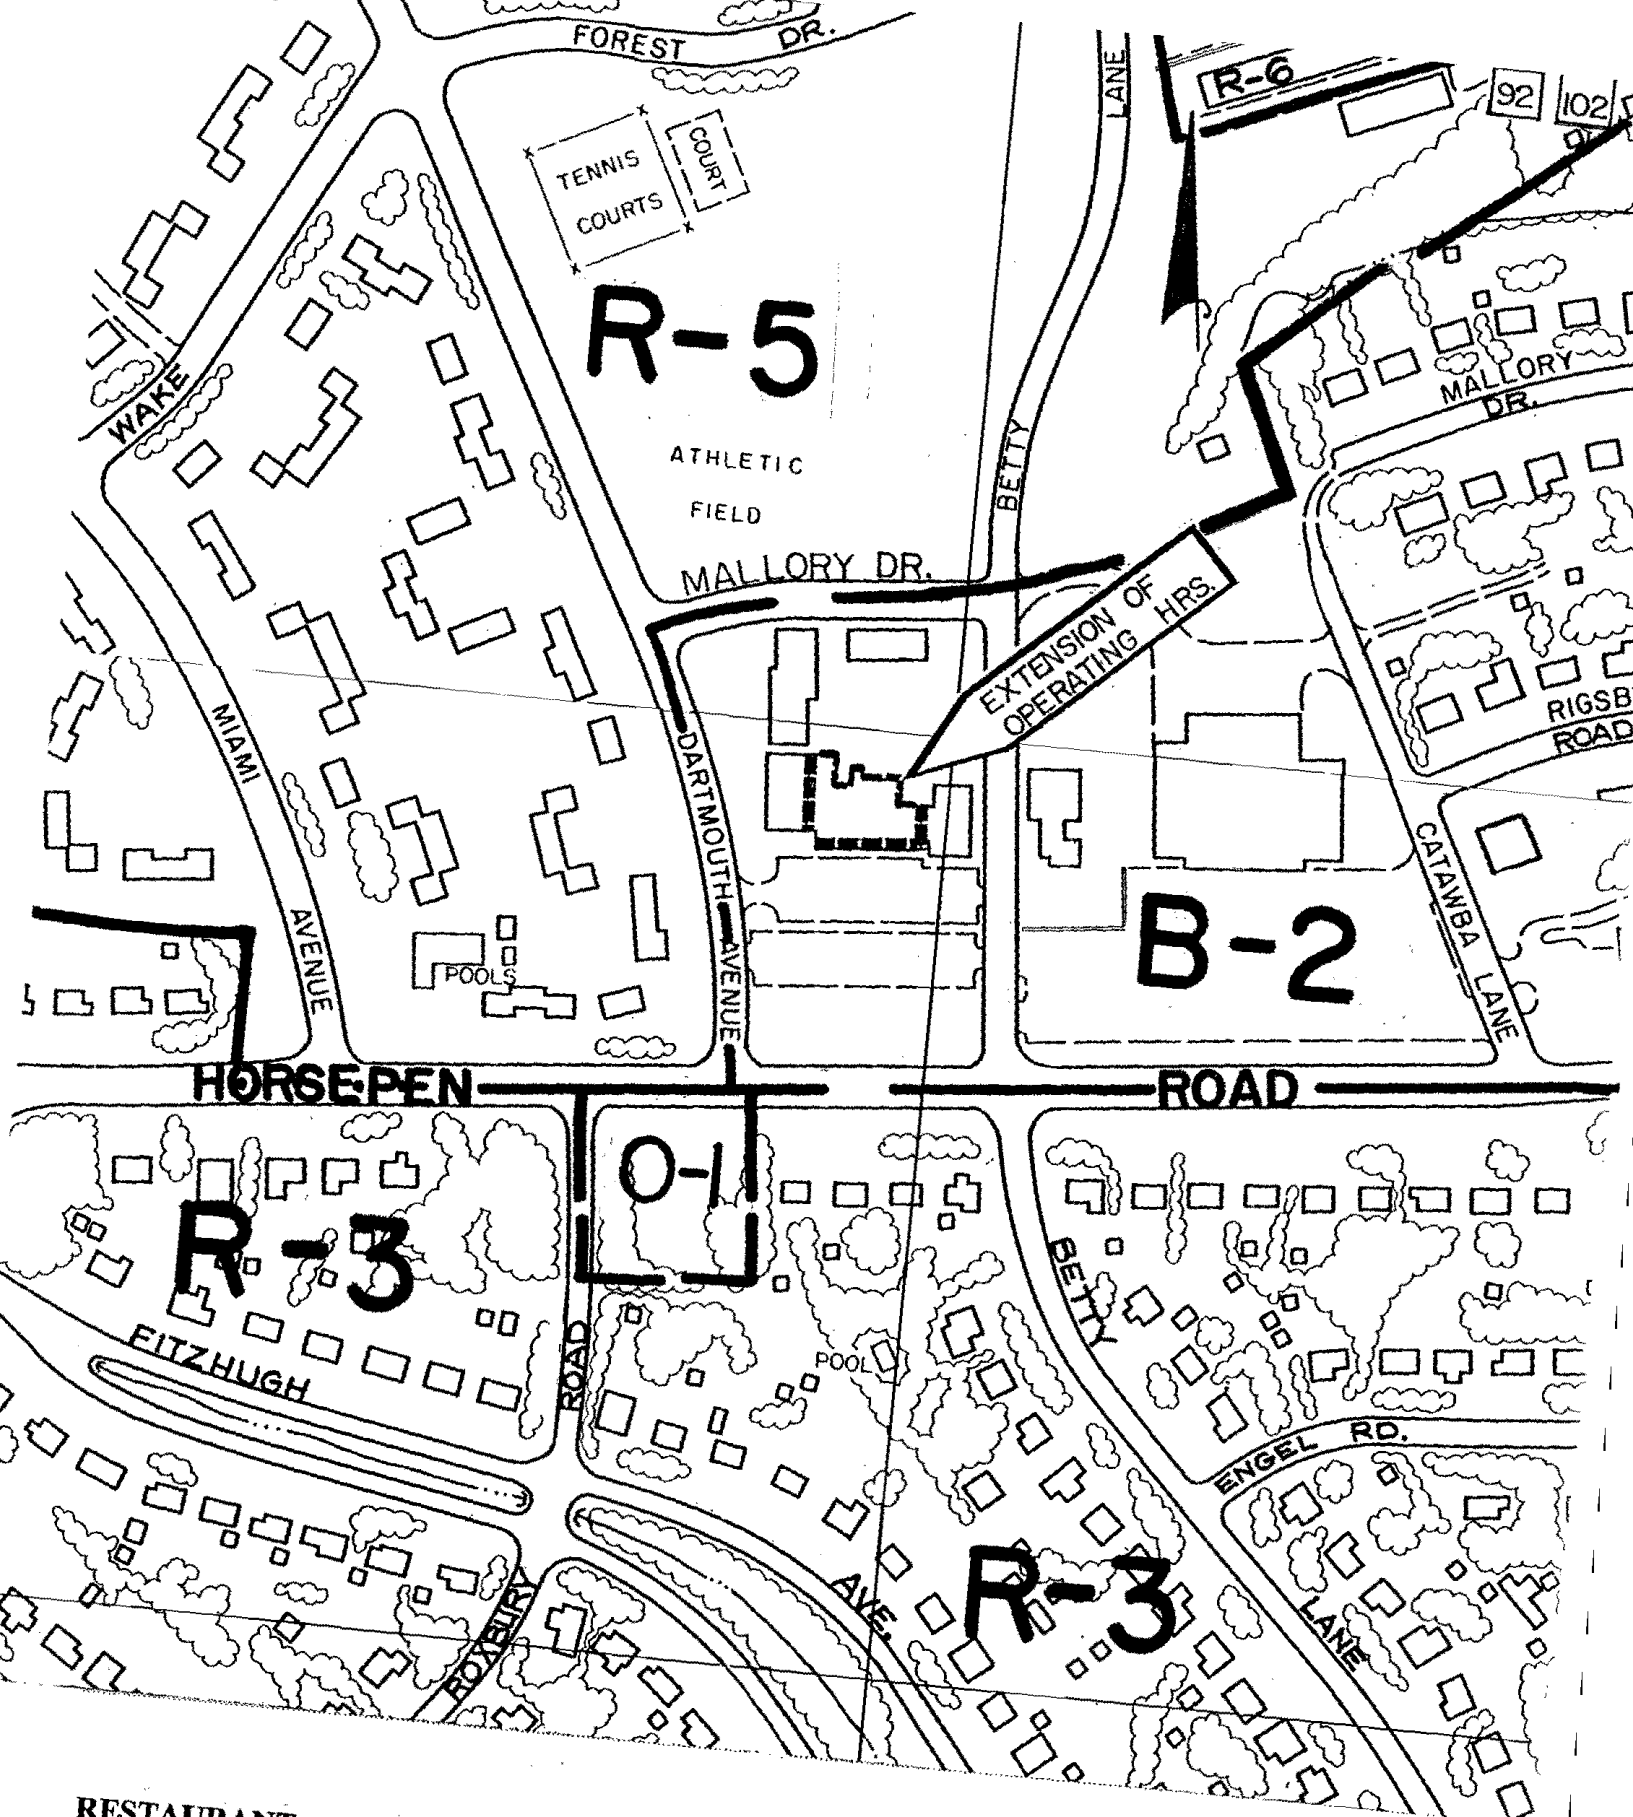 FOREST DR.
LANE
R-6
92
102
TENNIS
COURTS
COURT
R-5
WAKE
MALLORY
DR.
ATHLETIC
FIELD
BETTY
MALLORY DR.
EXTENSION OF
OPERATING HRS.
MIAMI
AVENUE
DARTMOUTH AVENUE
RIGSB
ROAD
CATAWBA LANE
B-2
POOLS
HORSEPEN ROAD
O-1
R-3
BETTY
FITZHUGH
ROAD
POOL
ENGEL RD.
R-3
AVE.
ROXBURY
LANE
RESTAURANT